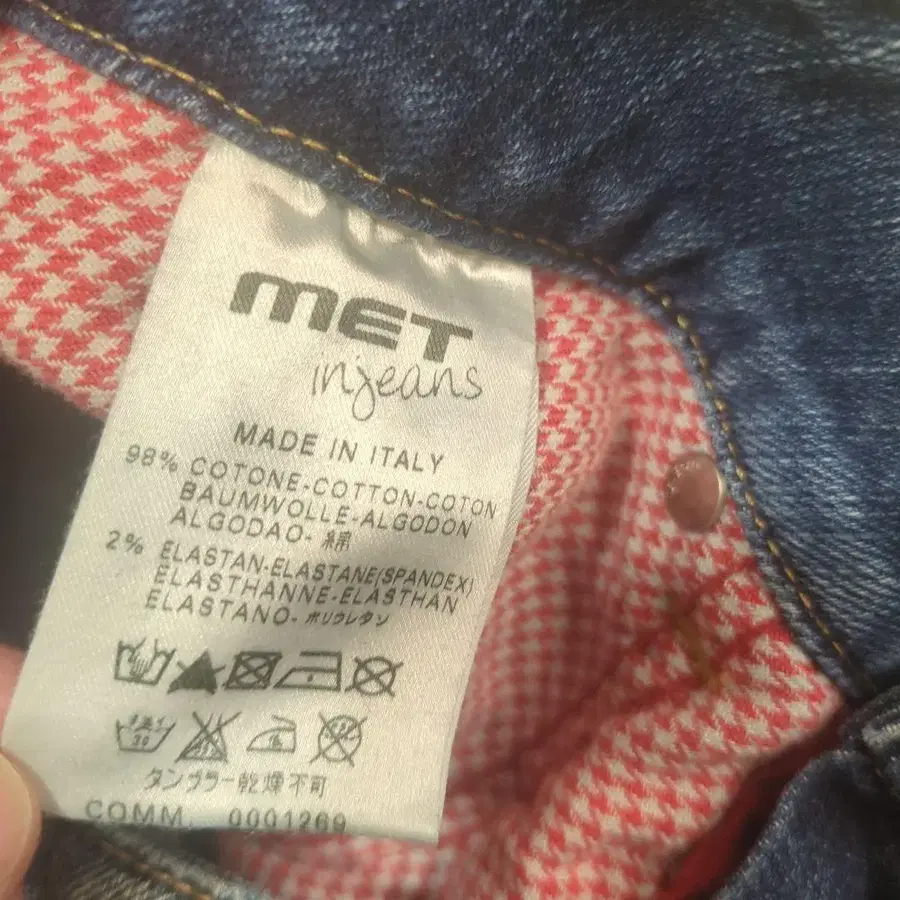 MET
injeans
MADE IN ITALY
98% COTONE-COTTON-COTON
BAUMWOLLE-ALGODON
ALGODAO- 綿
2% ELASTAN-ELASTANE(SPANDEX)
ELASTHANNE-ELASTHAN
ELASTANO- ポリウレタン
30
タンブラー乾燥不可
COMM. 0001269